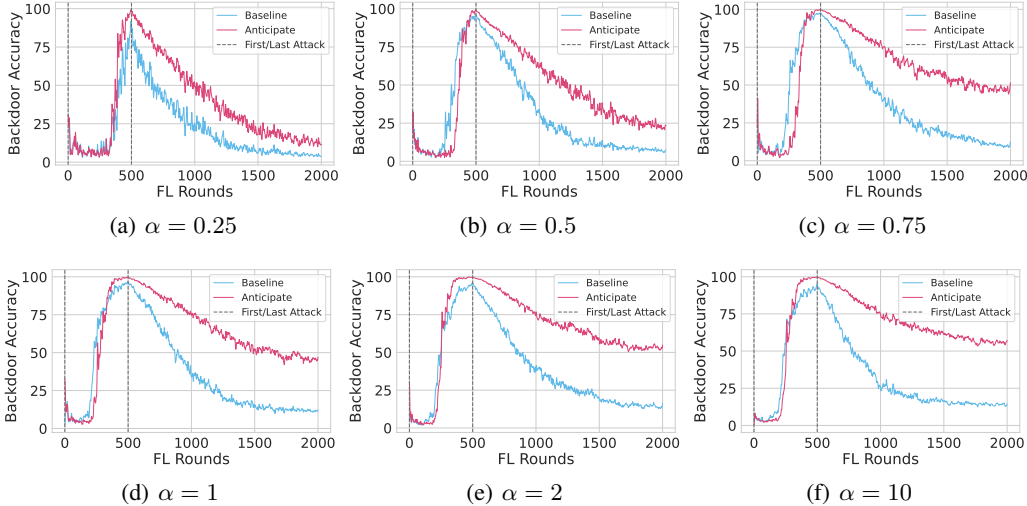 100
75
50
25
0
Backdoor Accuracy
Baseline
Anticipate
First/Last Attack
0 500 1000 1500 2000
FL Rounds
(a) α = 0.25
100
75
50
25
0
Backdoor Accuracy
Baseline
Anticipate
First/Last Attack
0 500 1000 1500 2000
FL Rounds
(b) α = 0.5
100
75
50
25
0
Backdoor Accuracy
Baseline
Anticipate
First/Last Attack
0 500 1000 1500 2000
FL Rounds
(c) α = 0.75
100
75
50
25
0
Backdoor Accuracy
Baseline
Anticipate
First/Last Attack
0 500 1000 1500 2000
FL Rounds
(d) α = 1
100
75
50
25
0
Backdoor Accuracy
Baseline
Anticipate
First/Last Attack
0 500 1000 1500 2000
FL Rounds
(e) α = 2
100
75
50
25
0
Backdoor Accuracy
Baseline
Anticipate
First/Last Attack
0 500 1000 1500 2000
FL Rounds
(f) α = 10